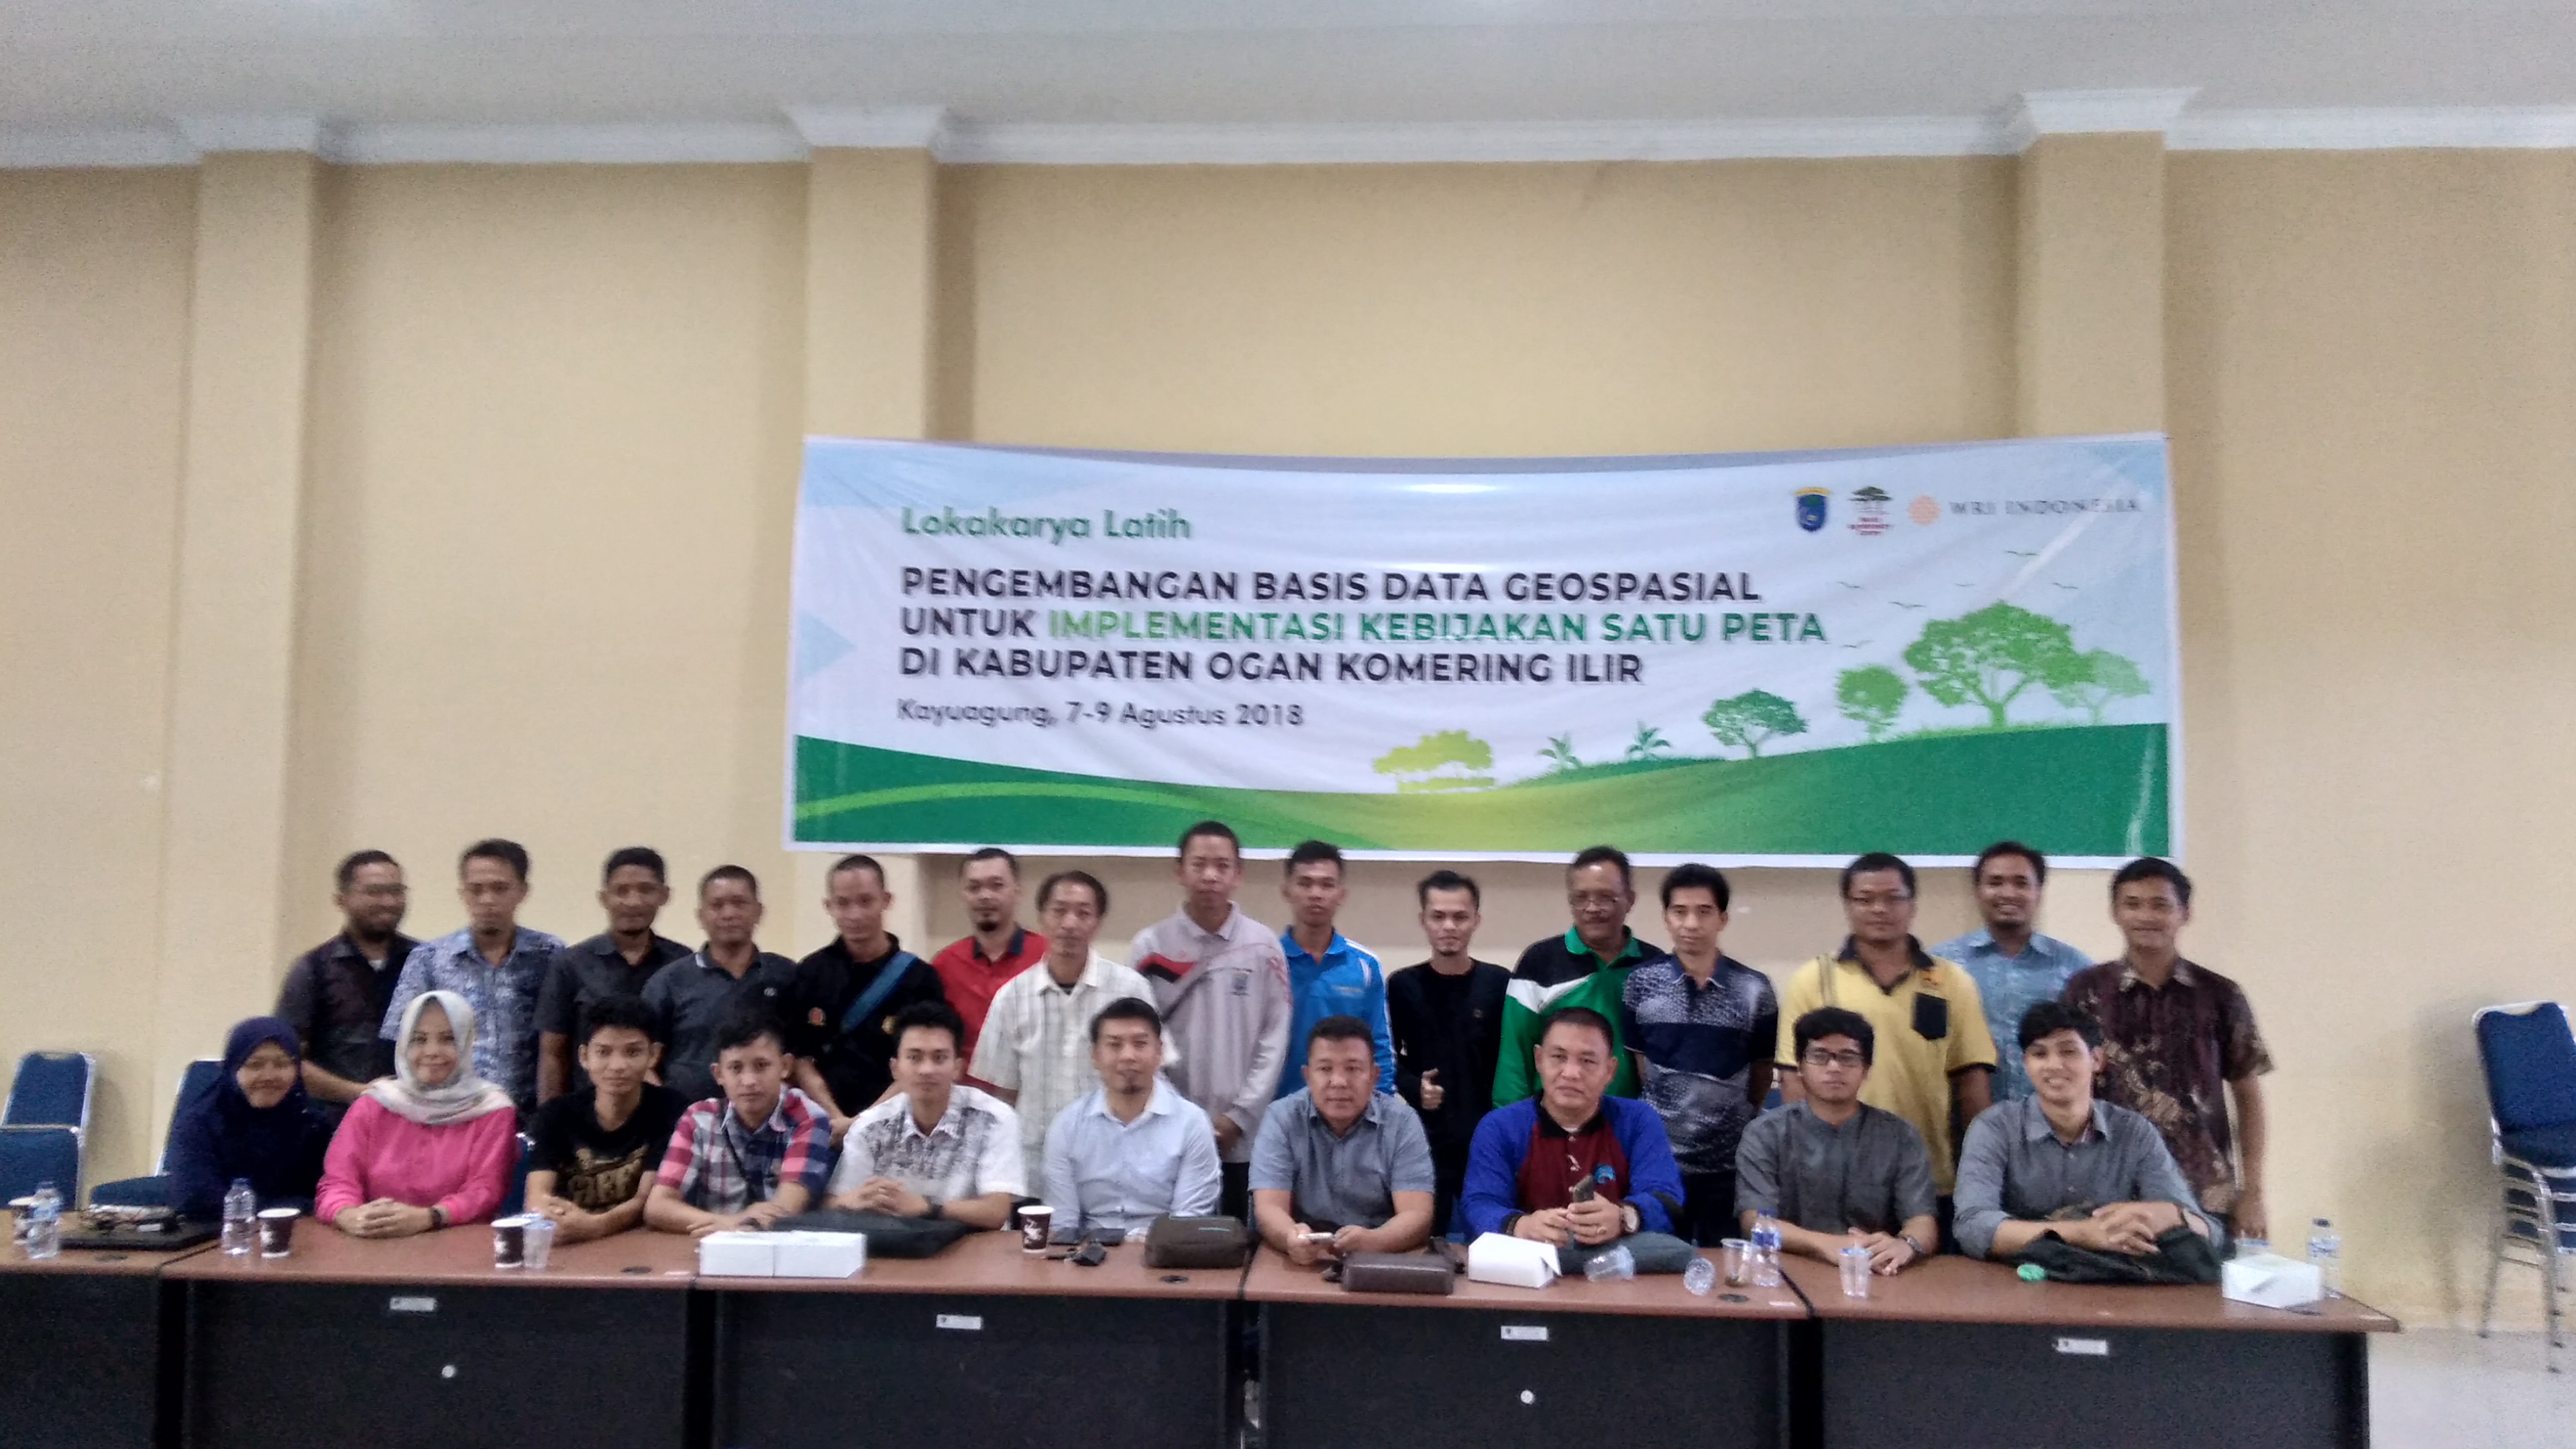 Lokakarya Latih
WRI INDONESIA
PENGEMBANGAN BASIS DATA GEOSPASIAL
UNTUK IMPLEMENTASI KEBIJAKAN SATU PETA
DI KABUPATEN OGAN KOMERING ILIR
Kayuagung, 7-9 Agustus 2018